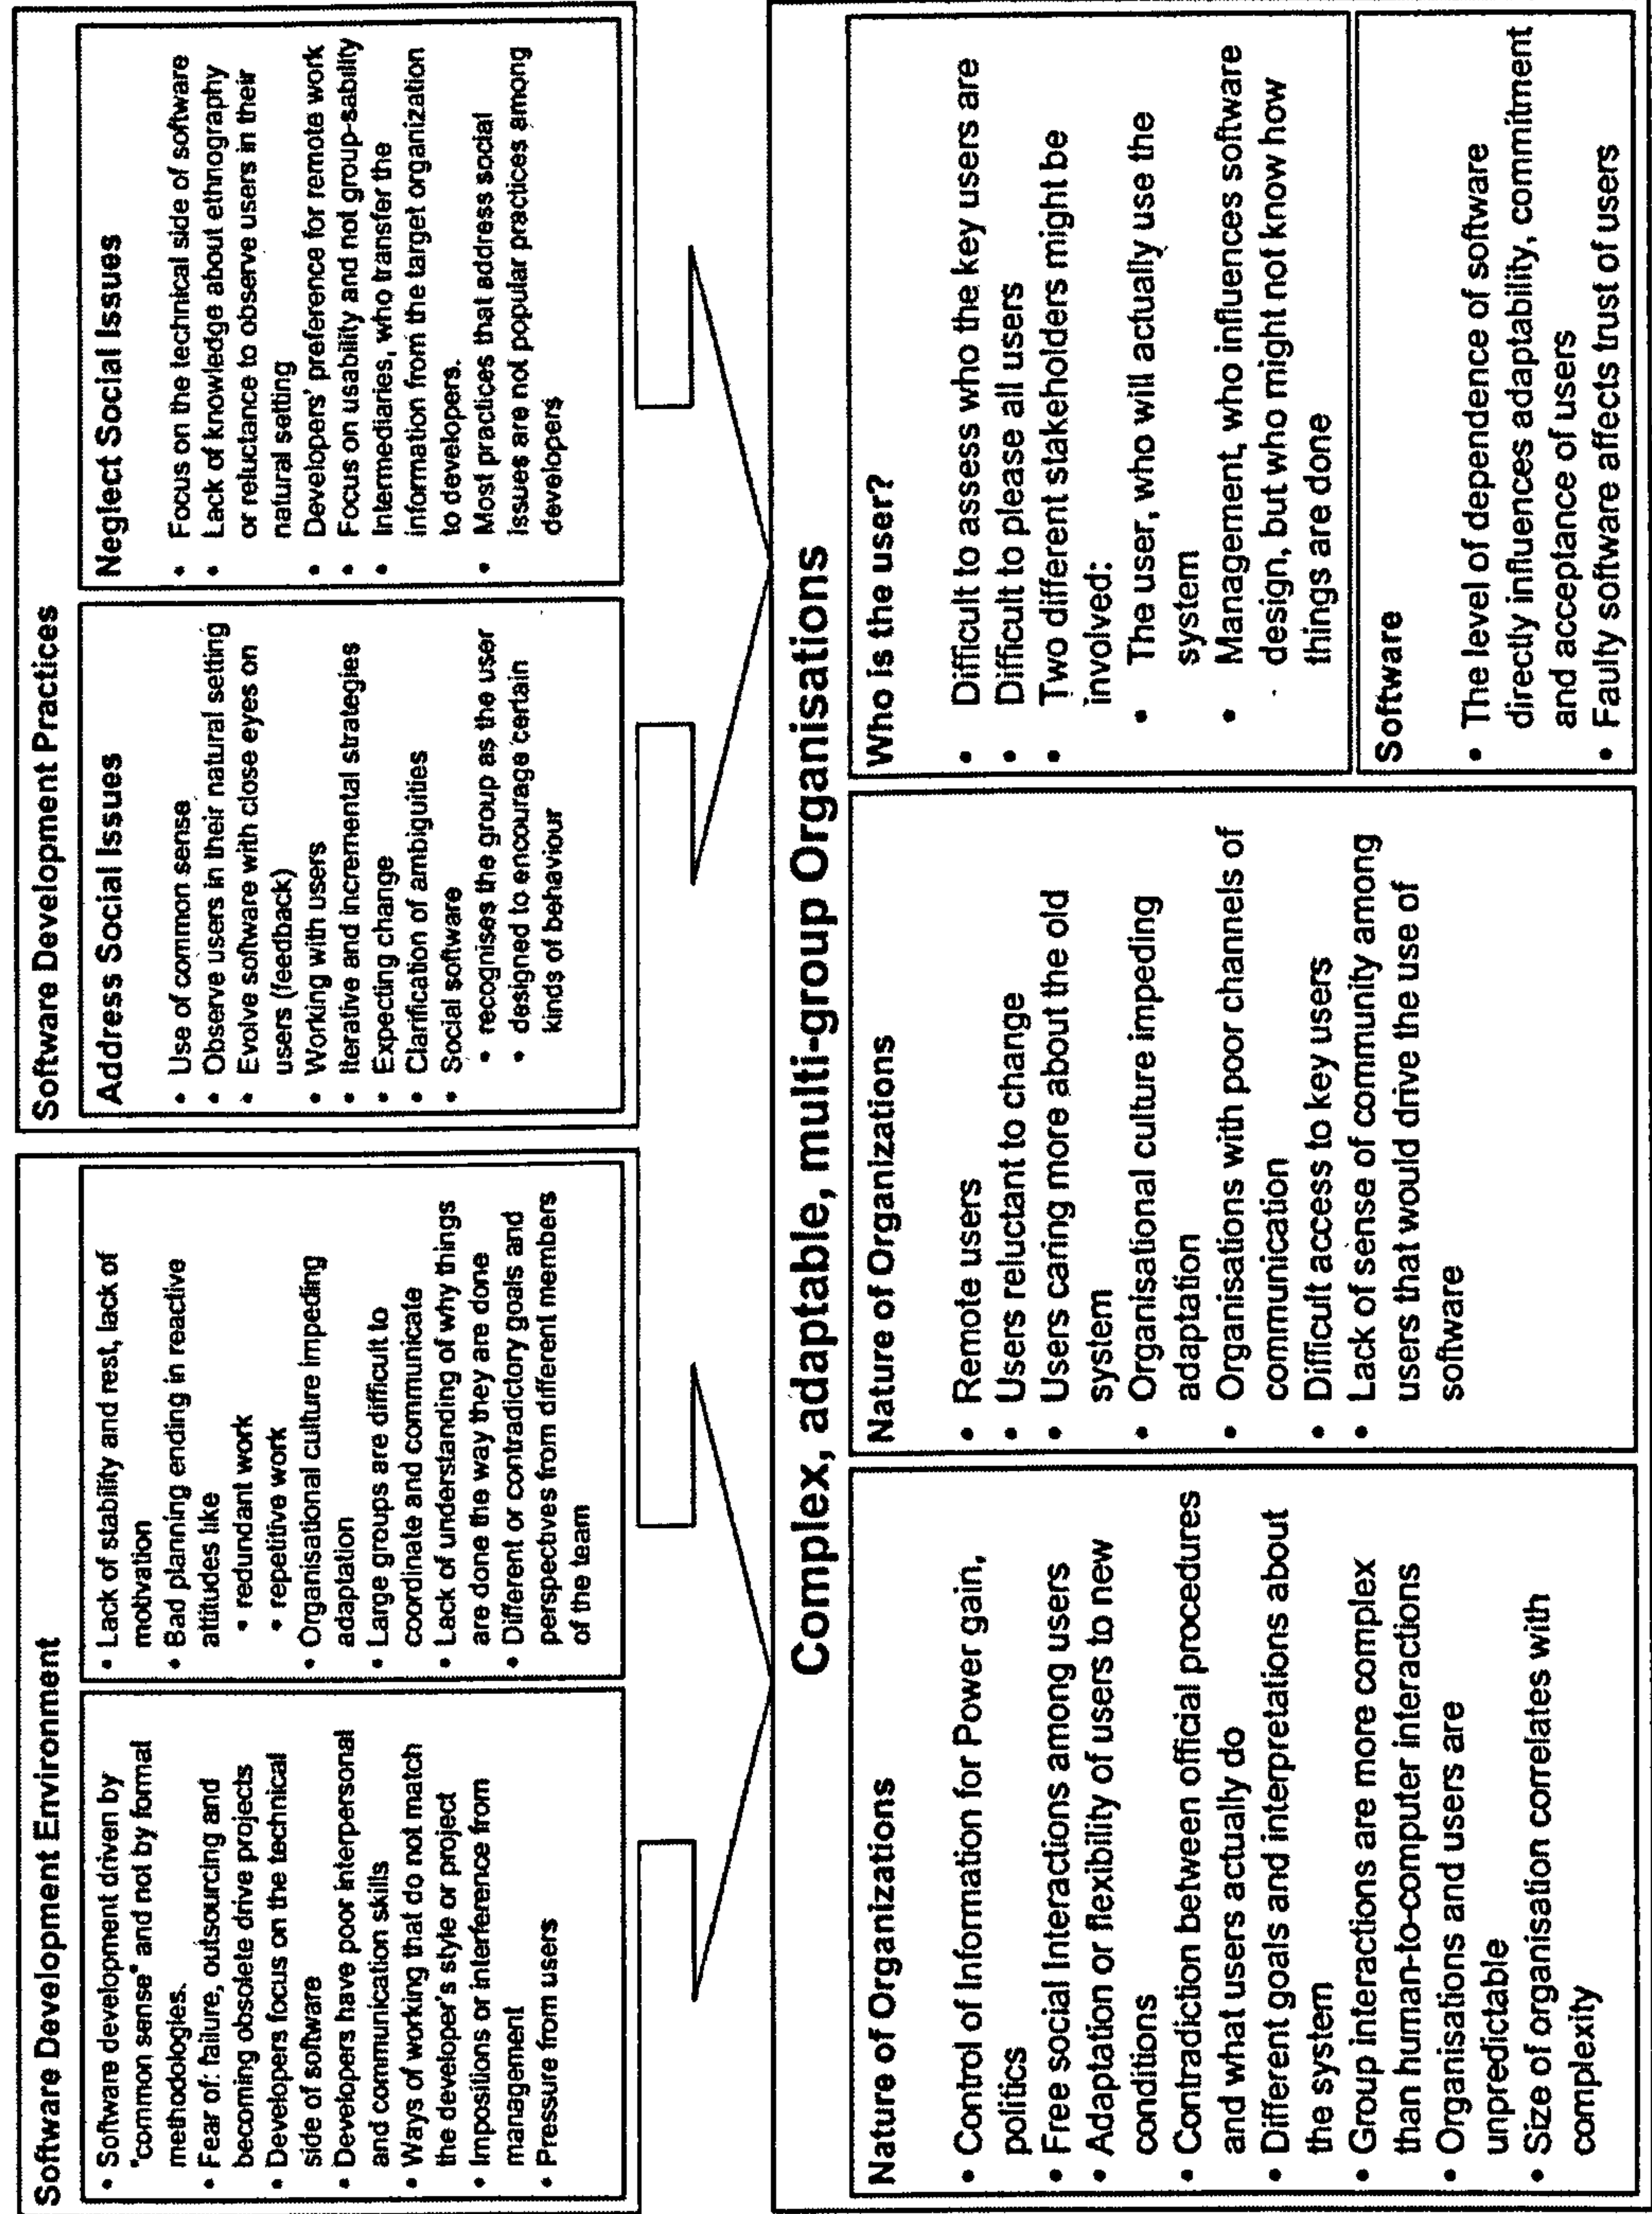 Software Development Environment
• Software development driven by
"common sense" and not by formal
methodologies.
• Fear of: failure, outsourcing and
becoming obsolete drive projects
• Developers focus on the technical
side of software
• Developers have poor interpersonal
and communication skills
• Ways of working that do not match
the developer's style or project
• Impositions or interference from
management
• Pressure from users
• Lack of stability and rest, lack of
motivation
• Bad planning ending in reactive
attitudes like
• redundant work
• repetitive work
• Organisational culture impeding
adaptation
• Large groups are difficult to
coordinate and communicate
• Lack of understanding of why things
are done the way they are done
• Different or contradictory goals and
perspectives from different members
of the team
Software Development Practices
Address Social Issues
• Use of common sense
• Observe users in their natural setting
• Evolve software with close eyes on
users (feedback)
• Working with users
• Iterative and incremental strategies
• Expecting change
• Clarification of ambiguities
• Social software
• recognises the group as the user
• designed to encourage certain
kinds of behaviour
Neglect Social Issues
• Focus on the technical side of software
• Lack of knowledge about ethnography
or reluctance to observe users in their
natural setting
• Developers' preference for remote work
• Focus on usability and not group-sability
• Intermediaries, who transfer the
information from the target organization
to developers.
• Most practices that address social
issues are not popular practices among
developers
Complex, adaptable, multi-group Organisations
Nature of Organizations
• Control of Information for Power gain,
politics
• Free social Interactions among users
• Adaptation or flexibility of users to new
conditions
• Contradiction between official procedures
and what users actually do
• Different goals and interpretations about
the system
• Group interactions are more complex
than human-to-computer interactions
• Organisations and users are
unpredictable
• Size of organisation correlates with
complexity
Nature of Organizations
• Remote users
• Users reluctant to change
• Users caring more about the old
system
• Organisational culture impeding
adaptation
• Organisations with poor channels of
communication
• Difficult access to key users
• Lack of sense of community among
users that would drive the use of
software
Who is the user?
• Difficult to assess who the key users are
• Difficult to please all users
• Two different stakeholders might be
involved:
• The user, who will actually use the
system
• Management, who influences software
design, but who might not know how
things are done
Software
• The level of dependence of software
directly influences adaptability, commitment
and acceptance of users
• Faulty software affects trust of users